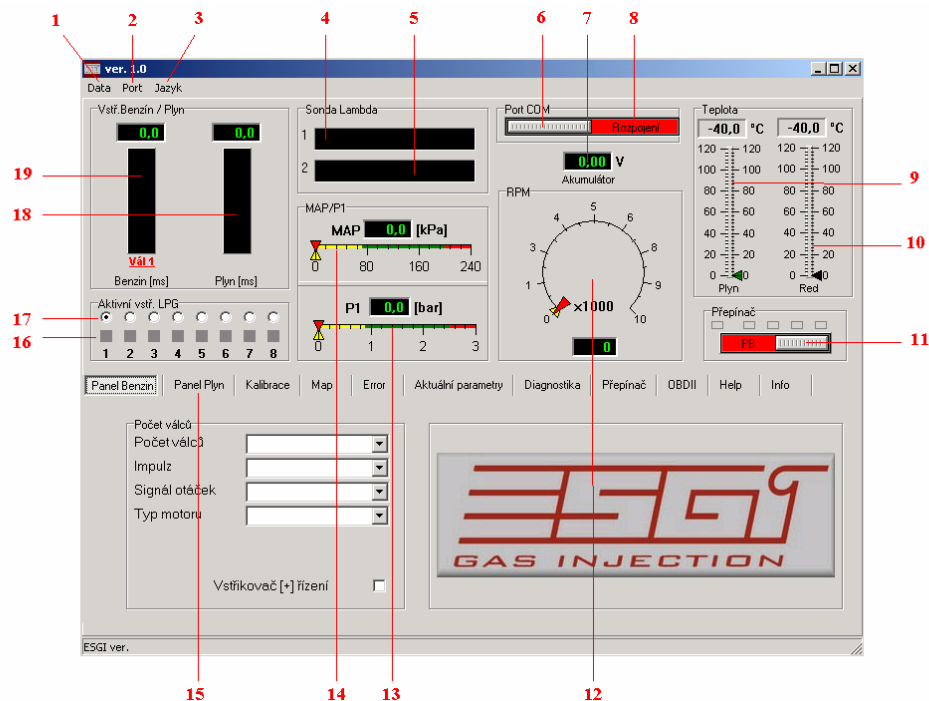 1 2 3 4 5 6 7 8
ver. 1.0
Data Port Jazyk
Vstř.Benzín / Plyn
0,0 0,0
Vál 1
Benzin [ms] Plyn [ms]
19
18
Aktivní vstř. LPG
17
16
1 2 3 4 5 6 7 8
Sonda Lambda
1
2
MAP/P1
MAP 0,0 [kPa]
0 80 160 240
P1 0,0 [bar]
0 1 2 3
Port COM
Rozpojení
0,00 V
Akumulátor
RPM
0 1 3 4 5 6 8 9 10
x1000
0
Teplota
-40,0 °C -40,0 °C
120 120 120 120
100 100 100 100
80 80 80 80
60 60 60 60
40 40 40 40
20 20 20 20
0 0 0 0
Plyn Red
9
10
Přepínač
PB
11
Panel Benzin Panel Plyn Kalibrace Map Error Aktuální parametry Diagnostika Přepínač OBDII Help Info
Počet válců
Počet válců
Impulz
Signál otáček
Typ motoru
Vstřikovač [+] řízení
ESGI
GAS INJECTION
ESGI ver.
15 14 13 12